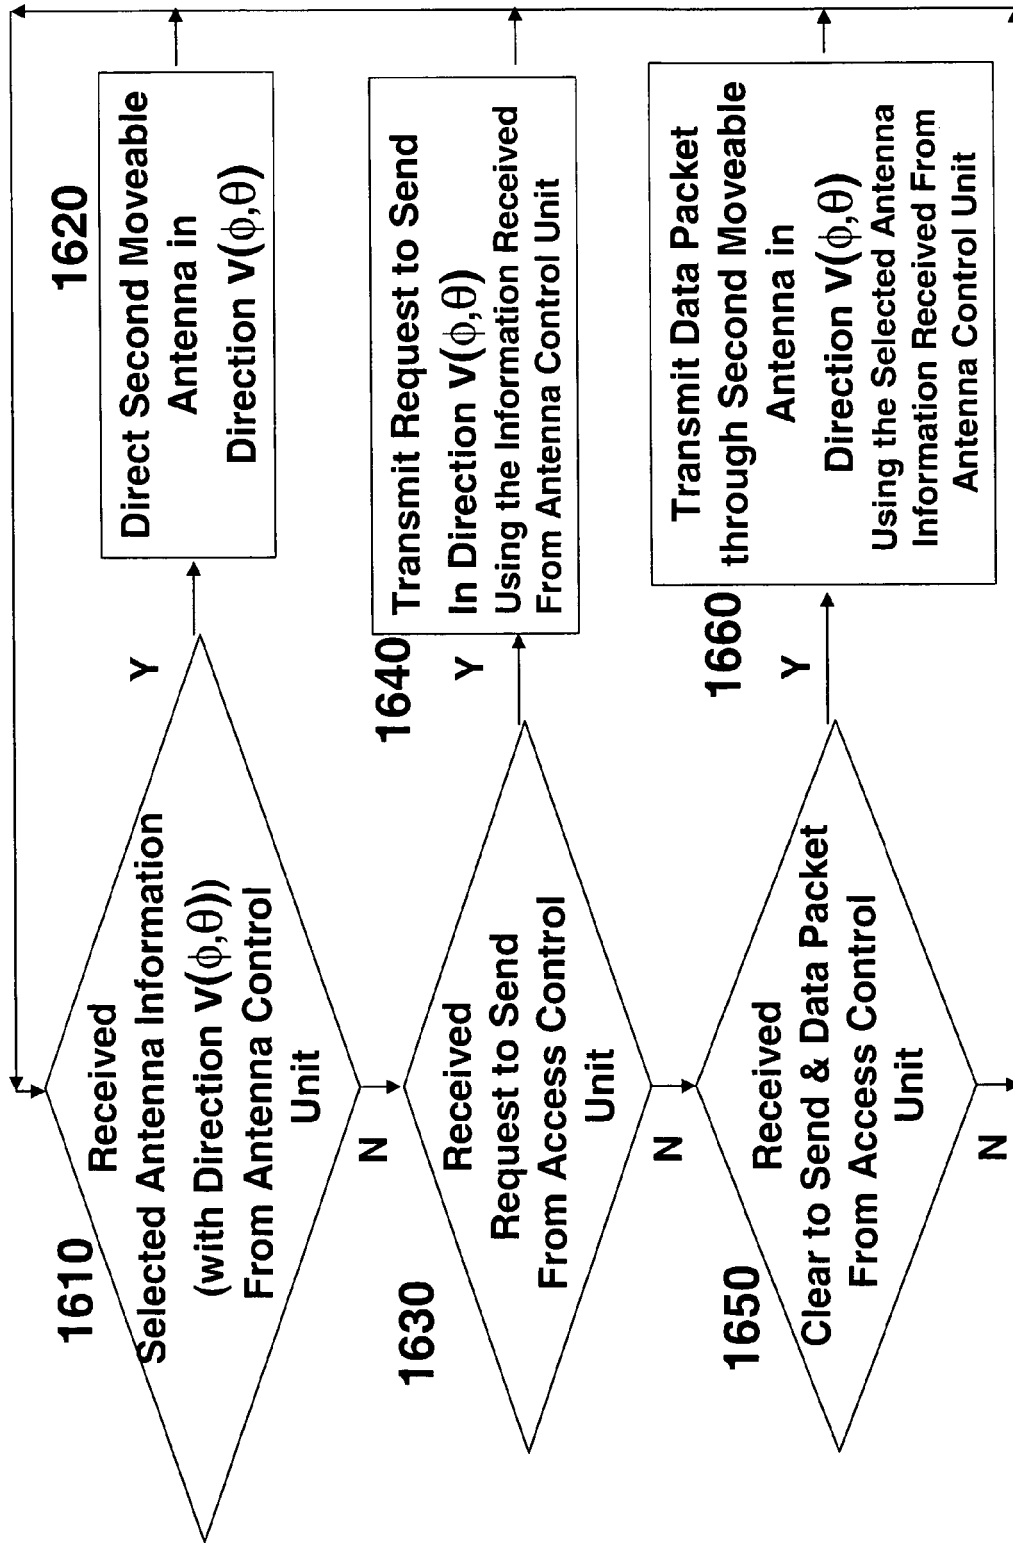 1610
Received
Selected Antenna Information
(with Direction V(ϕ,θ))
From Antenna Control
Unit
Y
N
1620
Direct Second Moveable
Antenna in
Direction V(ϕ,θ)
1630
Received
Request to Send
From Access Control
Unit
Y
N
1640
Transmit Request to Send
In Direction V(ϕ,θ)
Using the Information Received
From Antenna Control Unit
1650
Received
Clear to Send & Data Packet
From Access Control
Unit
Y
N
1660
Transmit Data Packet
through Second Moveable
Antenna in
Direction V(ϕ,θ)
Using the Selected Antenna
Information Received From
Antenna Control Unit